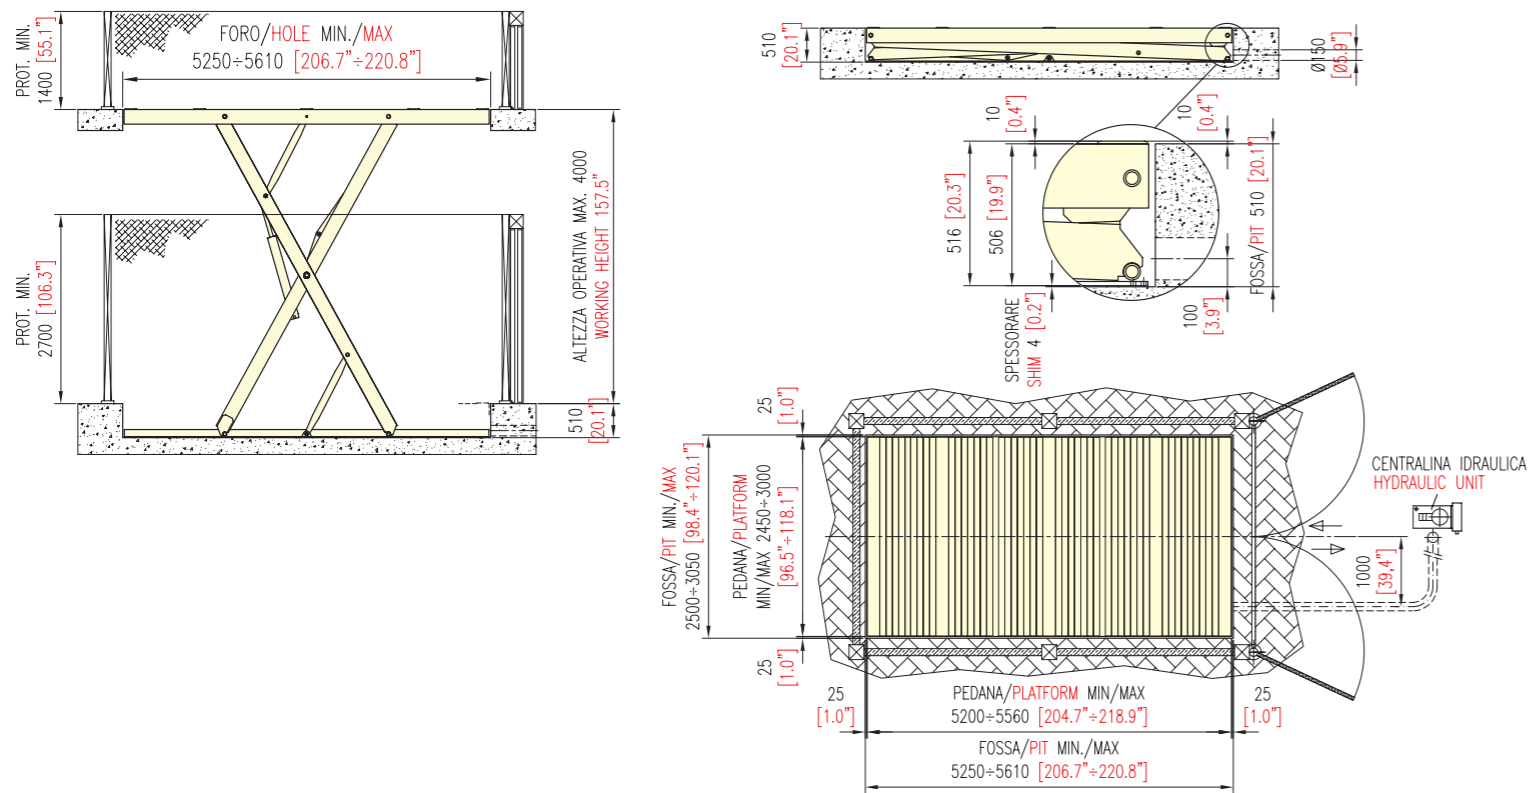 PROT. MIN.
1400 [55.1"]
FORO/HOLE MIN./MAX
5250÷5610 [206.7"÷220.8"]
PROT. MIN.
2700 [106.3"]
ALTEZZA OPERATIVA MAX. 4000
WORKING HEIGHT 157.5"
510
[20.1"]
510
[20.1"]
Ø150
[Ø5.9"]
10
[0.4"]
10
[0.4"]
516 [20.3"]
506 [19.9"]
FOSSA/PIT 510 [20.1"]
SPESSORARE
SHIM 4 [0.2"]
100
[3.9"]
25
[1.0"]
FOSSA/PIT MIN./MAX
2500÷3050 [98.4"÷120.1"]
PEDANA/PLATFORM
MIN/MAX 2450÷3000
[96.5"÷118.1"]
25
[1.0"]
CENTRALINA IDRAULICA
HYDRAULIC UNIT
1000
[39,4"]
25
[1.0"]
PEDANA/PLATFORM MIN/MAX
5200÷5560 [204.7"÷218.9"]
25
[1.0"]
FOSSA/PIT MIN./MAX
5250÷5610 [206.7"÷220.8"]